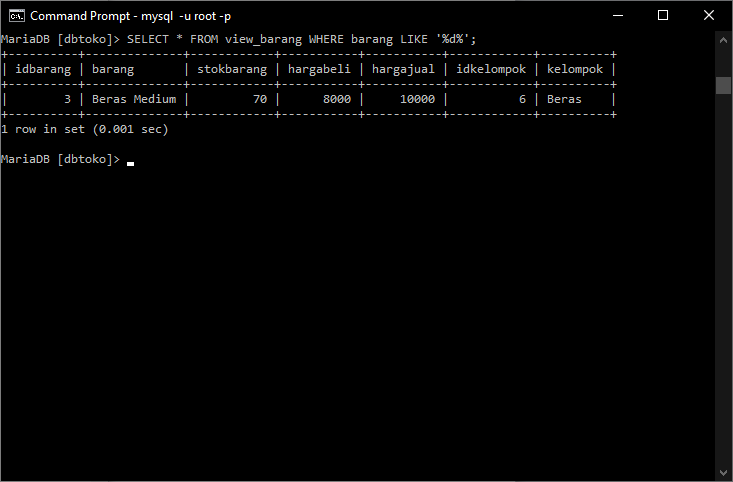 Command Prompt - mysql  -u root -p
MariaDB [dbtoko]> SELECT * FROM view_barang WHERE barang LIKE '%d%';
+----------+--------------+------------+-----------+-----------+------------+----------+
| idbarang | barang       | stokbarang | hargabeli | hargajual | idkelompok | kelompok |
+----------+--------------+------------+-----------+-----------+------------+----------+
|        3 | Beras Medium |         70 |      8000 |     10000 |          6 | Beras    |
+----------+--------------+------------+-----------+-----------+------------+----------+
1 row in set (0.001 sec)
MariaDB [dbtoko]>